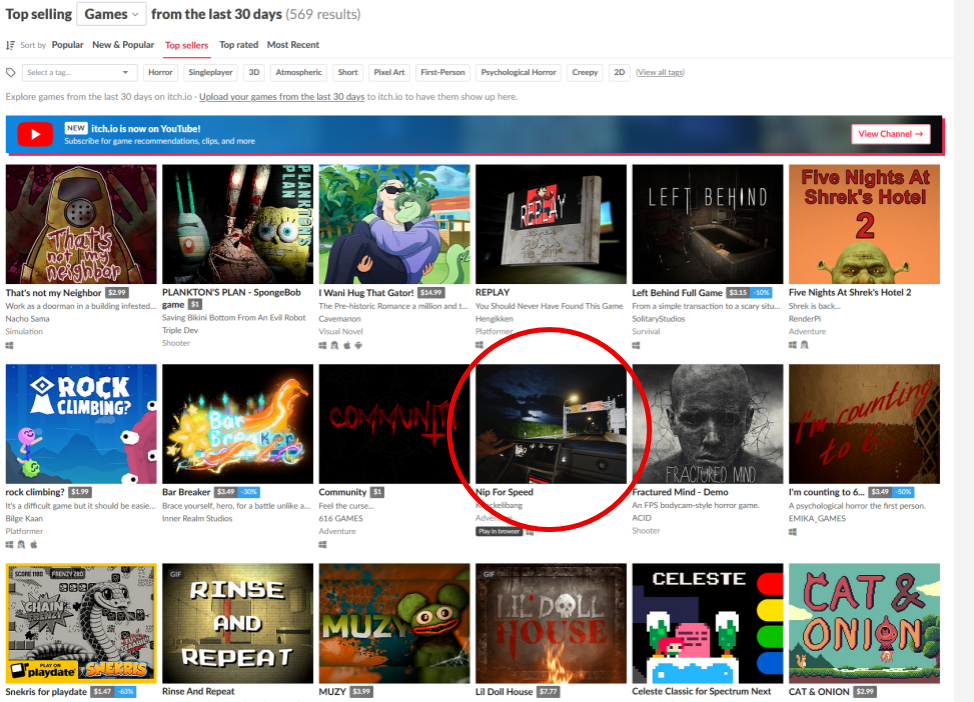 Top selling Games from the last 30 days (569 results)
Sort by Popular New & Popular Top sellers Top rated Most Recent
Select a tag... Horror Singleplayer 3D Atmospheric Short Pixel Art First-Person Psychological Horror Creepy 2D (View all tags)
Explore games from the last 30 days on itch.io · Upload your games from the last 30 days to itch.io to have them show up here.
NEW itch.io is now on YouTube!
Subscribe for game recommendations, clips, and more
View Channel →
That's not my neighbor
PLANKTON'S PLAN
REPLAY
LEFT BEHIND
Five Nights At Shrek's Hotel 2
That's not my Neighbor $2.99
Work as a doorman in a building infested...
Nacho Sama
Simulation
PLANKTON'S PLAN - SpongeBob
game $1
Saving Bikini Bottom From An Evil Robot
Triple Dev
Shooter
I Wani Hug That Gator! $14.99
The Pre-historic Romance a million and t...
Cavemanon
Visual Novel
REPLAY
You Should Never Have Found This Game
Hengikken
Platformer
Left Behind Full Game $3.15 -10%
From a simple transaction to a scary situ...
SolitaryStudios
Survival
Five Nights At Shrek's Hotel 2
Shrek is back...
RenderPi
Adventure
ROCK CLIMBING?
Bar Breaker
COMMUNITY
FRACTURED MIND
I'm counting to 6...
rock climbing? $1.99
It's a difficult game but it should be easie...
Bilge Kaan
Platformer
Bar Breaker $3.49 -30%
Brace yourself, hero, for a battle unlike a...
Inner Realm Studios
Community $1
Feel the curse...
616 GAMES
Adventure
Nip For Speed
Play in browser
Fractured Mind - Demo
An FPS bodycam-style horror game.
ACID
Shooter
I'm counting to 6... $3.49 -50%
A psychological horror the first person.
EMIKA_GAMES
SCORE 1180 FRENZY 280
CHAIN FRENZY
PLAY ON playdate
SNEKRIS
GIF
RINSE
AND
REPEAT
MUZY
GIF
LIL' DOLL
HOUSE
CELESTE
CAT &
ONION
Snekris for playdate $1.47 -63%
Rinse And Repeat
MUZY $3.99
Lil Doll House $7.77
Celeste Classic for Spectrum Next
CAT & ONION $2.99